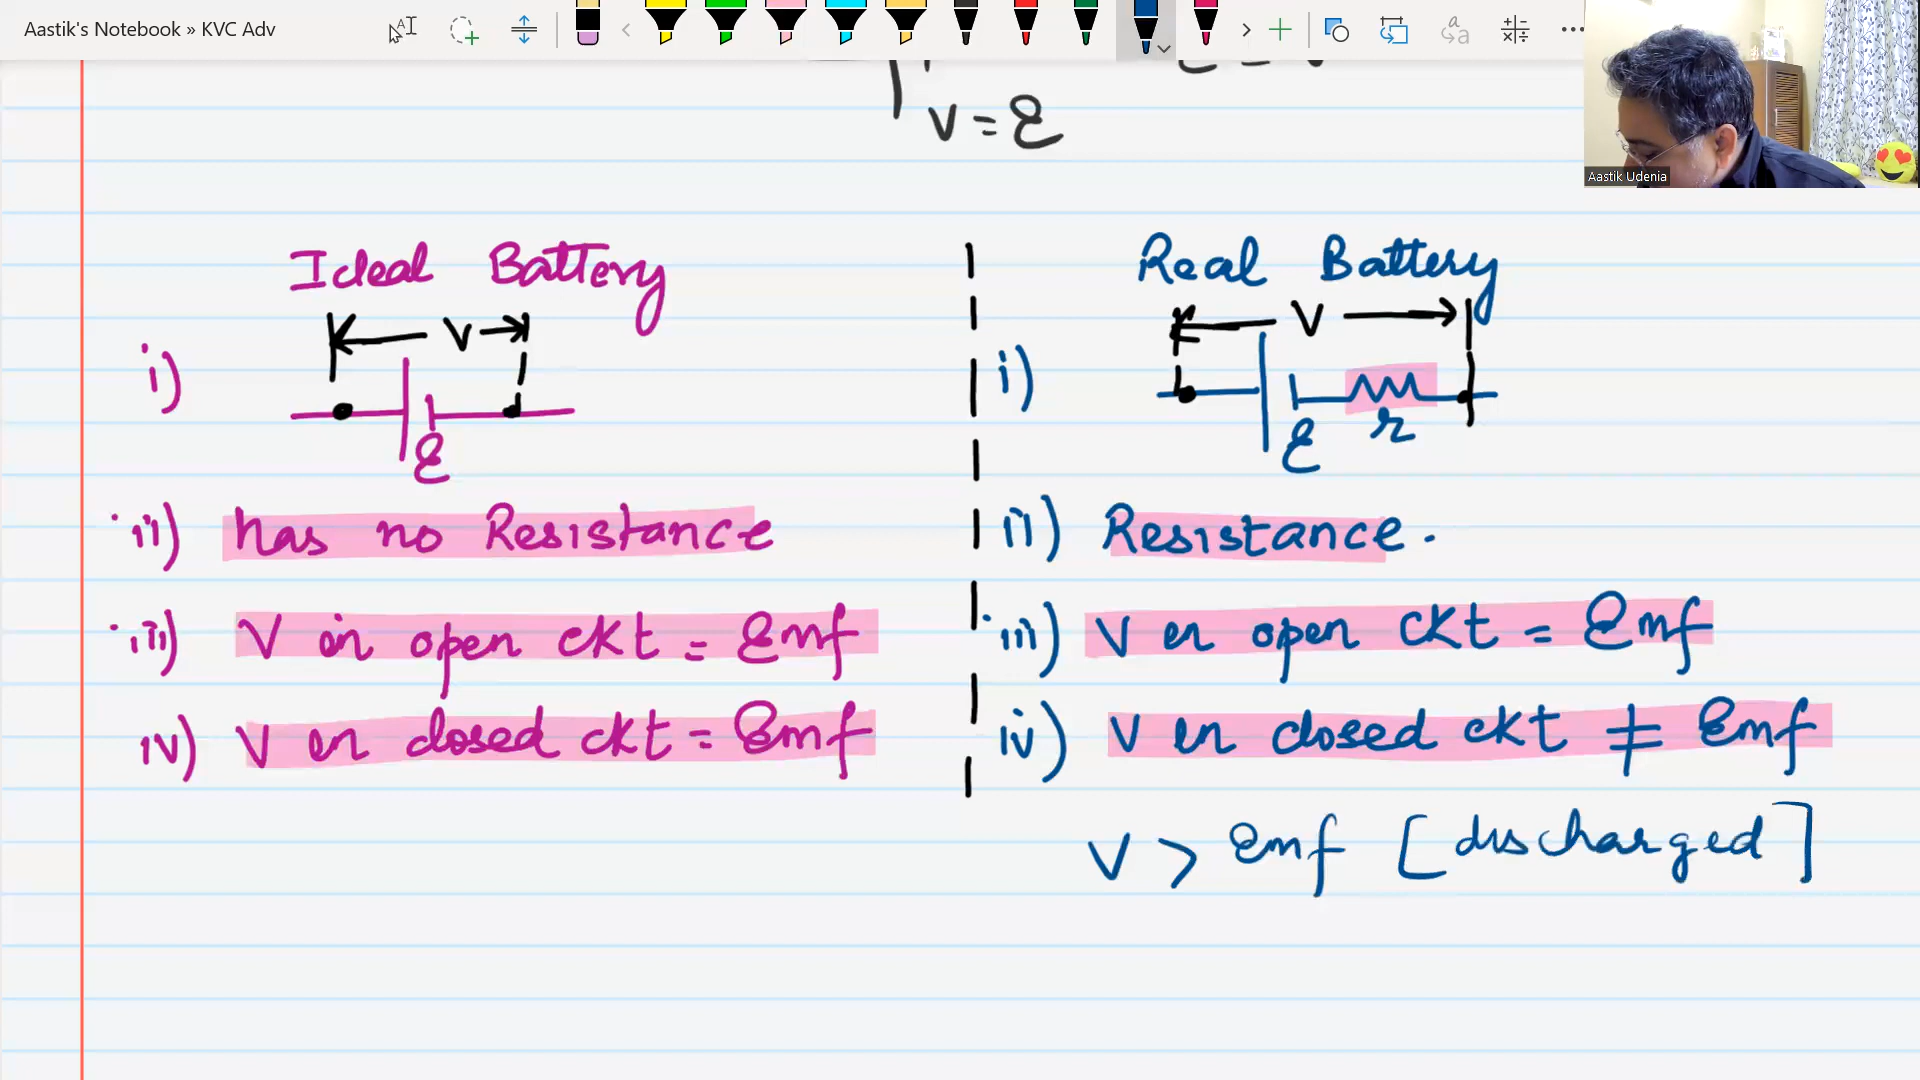 Aastik's Notebook » KVC Adv
Aastik Udenia
V = Ɛ
Ideal Battery
V
i)
Ɛ
ii) has no Resistance
iii) V in open ckt = Emf
iv) V in closed ckt = Emf
Real Battery
V
i)
Ɛ r
ii) Resistance.
iii) V in open ckt = Emf
iv) V in closed ckt ≠ Emf
V > emf [discharged]